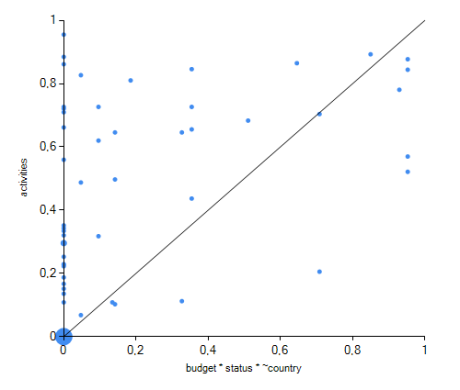 1
0,8
0,6
0,4
0,2
0
activities
0 0,2 0,4 0,6 0,8 1
budget * status * ~country